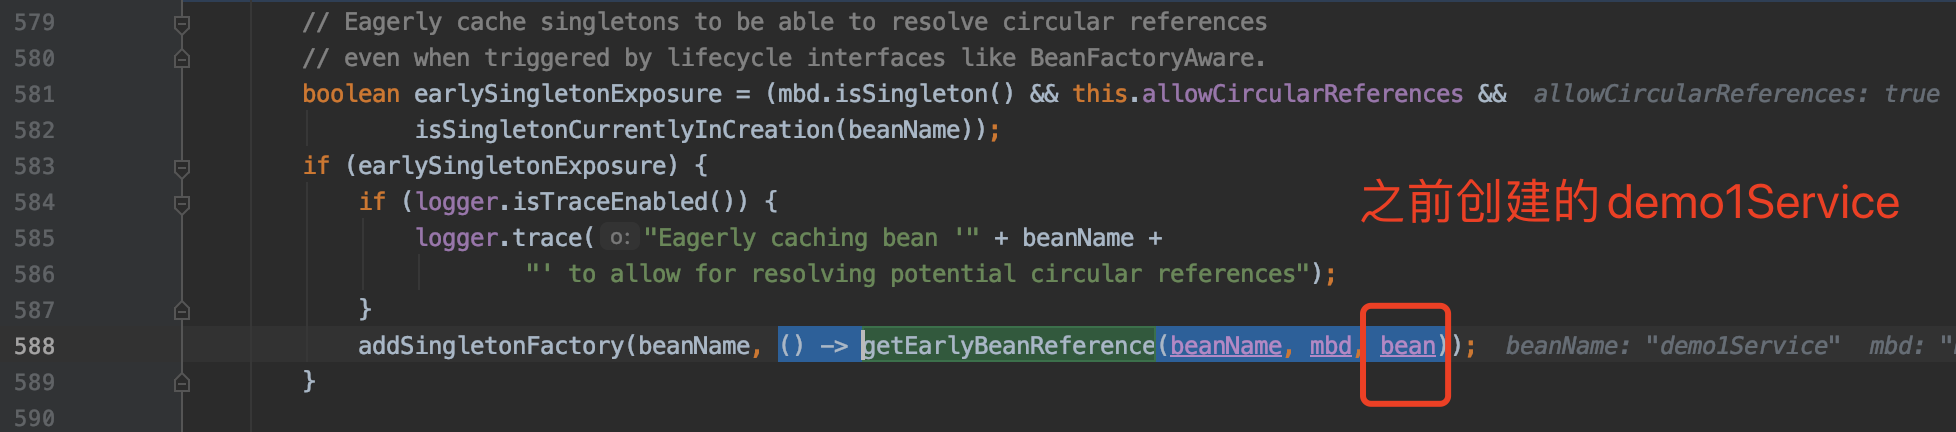 579 // Eagerly cache singletons to be able to resolve circular references
580 // even when triggered by lifecycle interfaces like BeanFactoryAware.
581 boolean earlySingletonExposure = (mbd.isSingleton() && this.allowCircularReferences && allowCircularReferences: true
582 isSingletonCurrentlyInCreation(beanName));
583 if (earlySingletonExposure) {
584 if (logger.isTraceEnabled()) {
之前创建的demo1Service
585 logger.trace( o: "Eagerly caching bean '" + beanName +
586 "' to allow for resolving potential circular references");
587 }
588 addSingletonFactory(beanName, () -> getEarlyBeanReference(beanName, mbd, bean)); beanName: "demo1Service" mbd: "
589 }
590